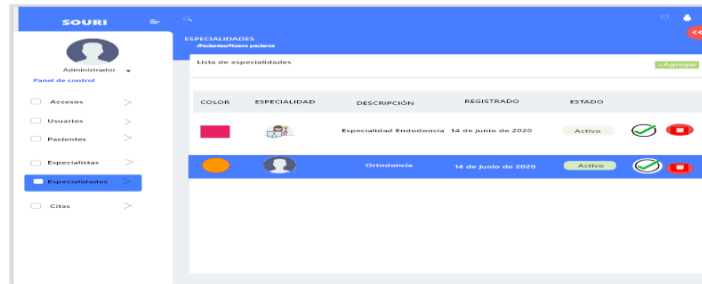 SOURI
ESPECIALIDADES
/Pacientes/Nuevo paciente
<<
Administrador
Panel de control
Lista de especialidades
+Agregar
Accesos >
Usuarios >
Pacientes >
Especialistas >
Especialidades >
Citas >
COLOR ESPECIALIDAD DESCRIPCIÓN REGISTRADO ESTADO
Especialidad Endodoncia 14 de junio de 2020 Activo
Ortodoncia 14 de junio de 2020 Activo